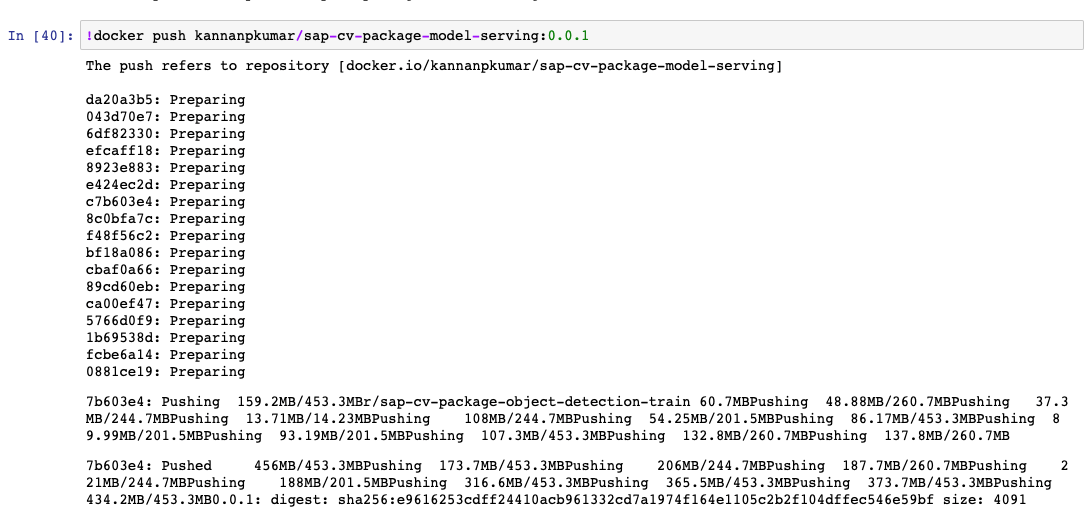 In [40]: !docker push kannanpkumar/sap-cv-package-model-serving:0.0.1
The push refers to repository [docker.io/kannanpkumar/sap-cv-package-model-serving]
da20a3b5: Preparing
043d70e7: Preparing
6df82330: Preparing
efcaff18: Preparing
8923e883: Preparing
e424ec2d: Preparing
c7b603e4: Preparing
8c0bfa7c: Preparing
f48f56c2: Preparing
bf18a086: Preparing
cbaf0a66: Preparing
89cd60eb: Preparing
ca00ef47: Preparing
5766d0f9: Preparing
1b69538d: Preparing
fcbe6a14: Preparing
0881ce19: Preparing
7b603e4: Pushing  159.2MB/453.3MBr/sap-cv-package-object-detection-train 60.7MBPushing  48.88MB/260.7MBPushing   37.3
MB/244.7MBPushing  13.71MB/14.23MBPushing    108MB/244.7MBPushing  54.25MB/201.5MBPushing  86.17MB/453.3MBPushing  8
9.99MB/201.5MBPushing  93.19MB/201.5MBPushing  107.3MB/453.3MBPushing  132.8MB/260.7MBPushing  137.8MB/260.7MB
7b603e4: Pushed     456MB/453.3MBPushing  173.7MB/453.3MBPushing    206MB/244.7MBPushing  187.7MB/260.7MBPushing    2
21MB/244.7MBPushing    188MB/201.5MBPushing  316.6MB/453.3MBPushing  365.5MB/453.3MBPushing  373.7MB/453.3MBPushing
434.2MB/453.3MB0.0.1: digest: sha256:e9616253cdff24410acb961332cd7a1974f164e1105c2b2f104dffec546e59bf size: 4091